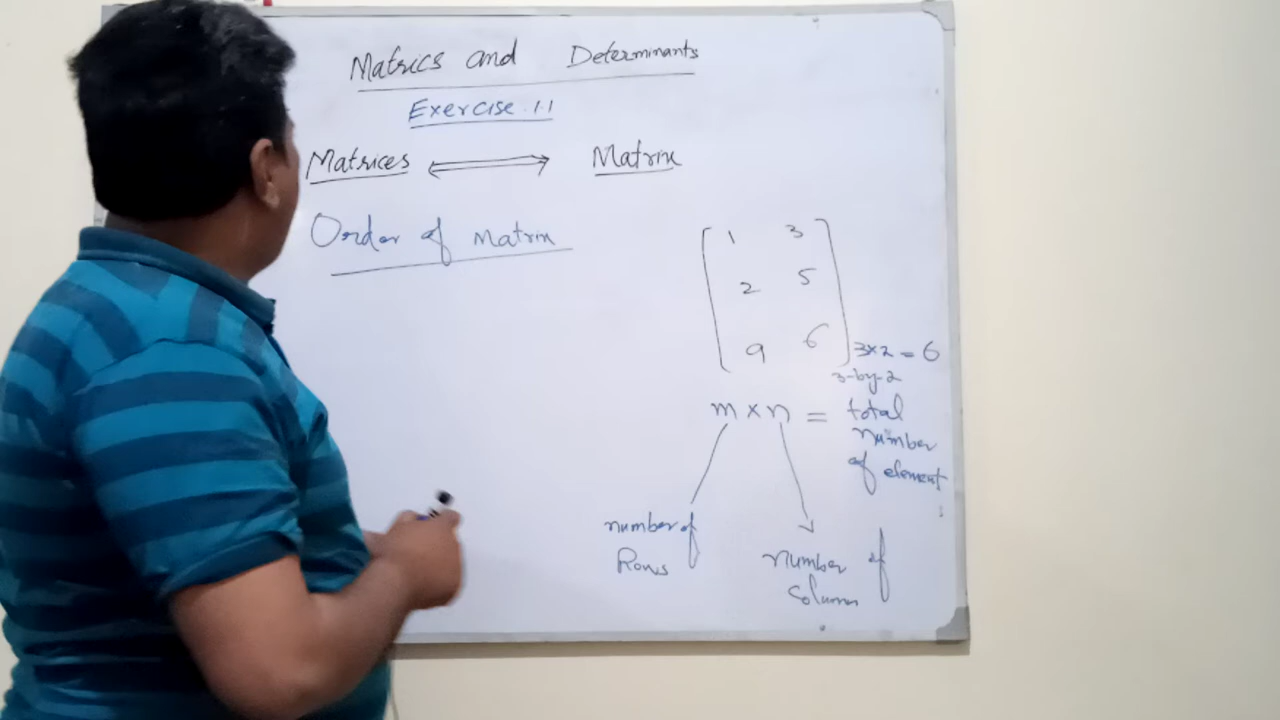 Matrics and Determinants
Exercise 1.1
Matrices ⟷ Matrix
Order of Matrix
1 3
2 5
9 6
3×2 = 6
3-by-2
m × n = total
number
of element
number of
Rows
number of
Column